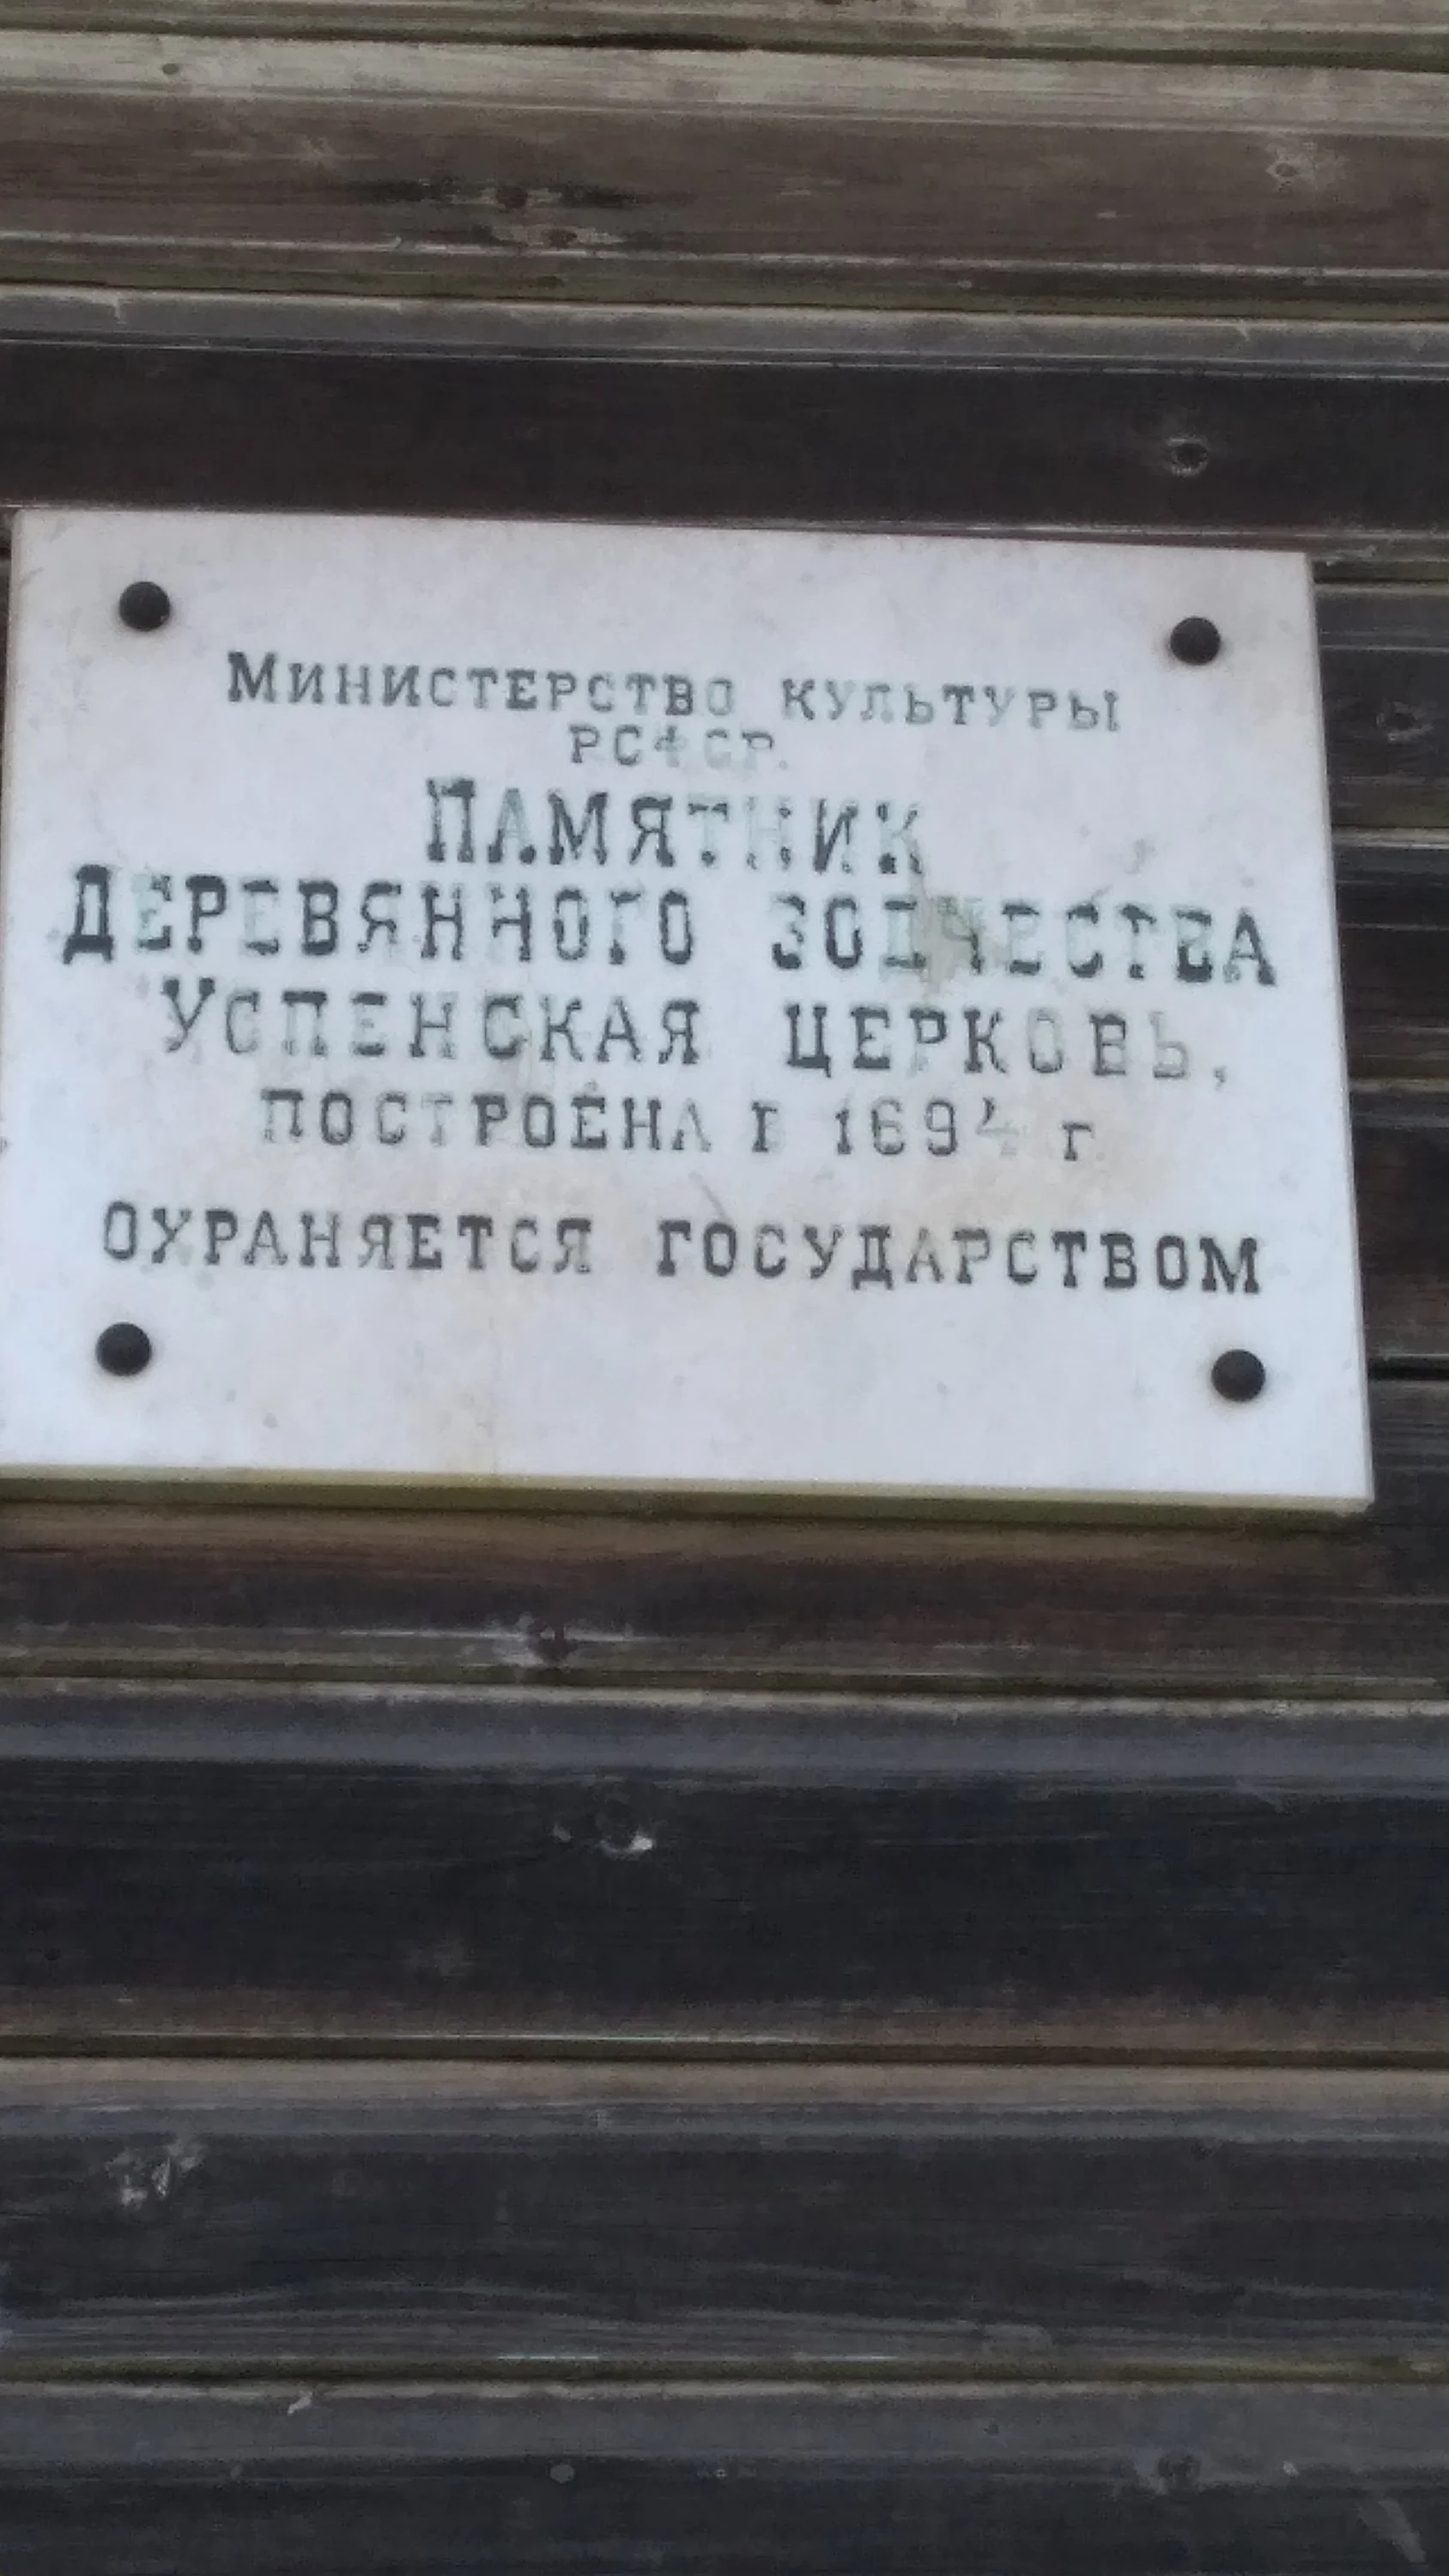 Министерство культуры
РСФСР.
Памятник
деревянного зодчества
Успенская церковь,
построена в 1694 г
охраняется государством